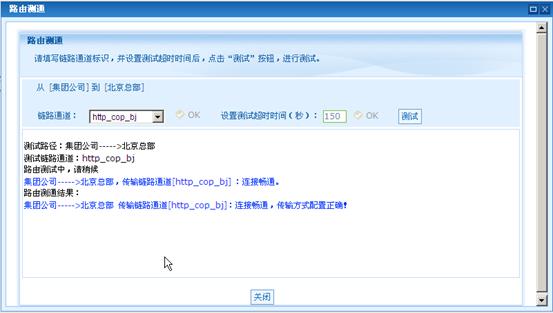 路由测通
路由测通
请填写链路通道标识，并设置测试超时时间后，点击“测试”按钮，进行测试。
从 [集团公司] 到 [北京总部]
链路通道： http_cop_bj OK 设置测试超时时间（秒）： 150 OK 测试
测试路径：集团公司----->北京总部
测试链路通道：http_cop_bj
路由测试中，请稍候
集团公司----->北京总部，传输链路通道[http_cop_bj] ：连接畅通。
路由测通结果：
集团公司----->北京总部 传输链路通道[http_cop_bj]：连接畅通，传输方式配置正确！
关闭